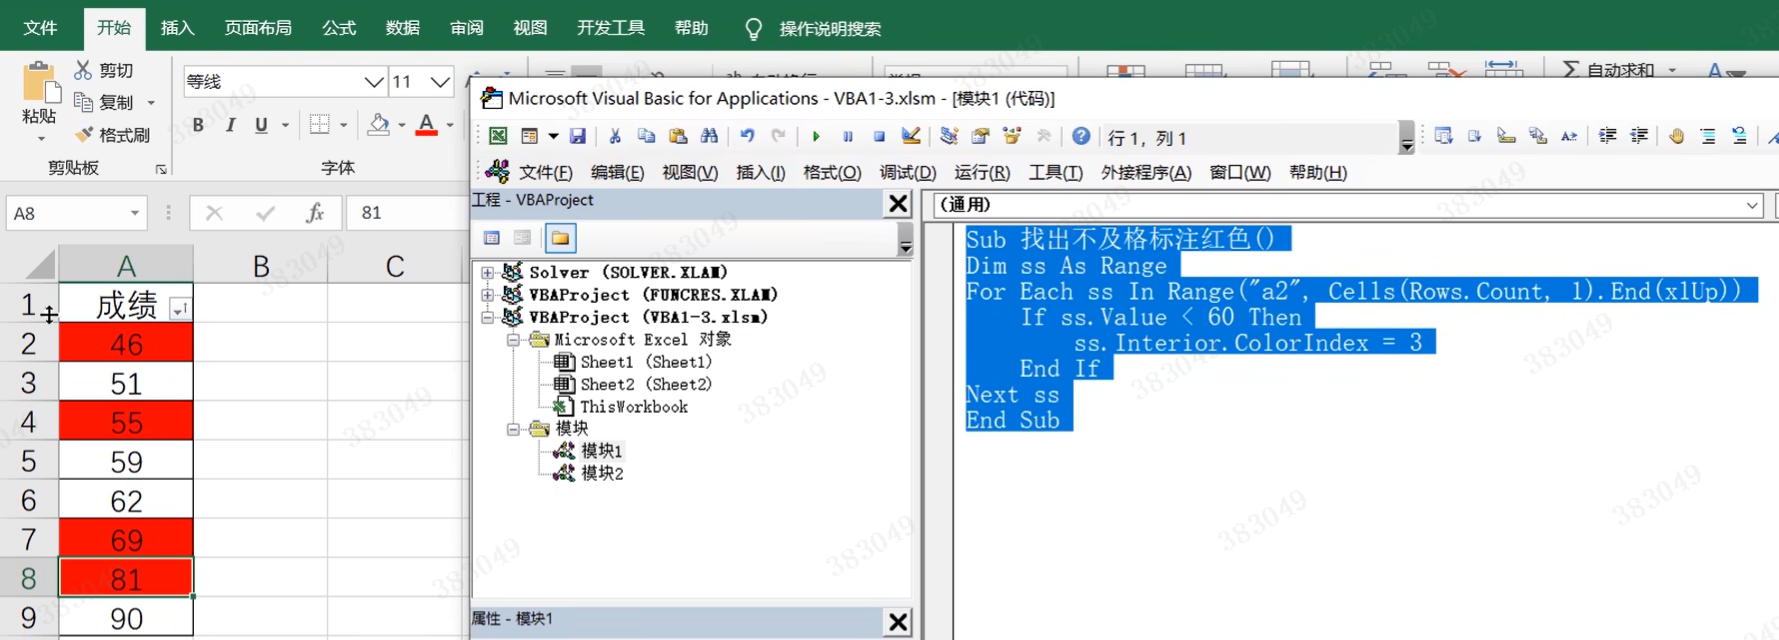 文件 开始 插入 页面布局 公式 数据 审阅 视图 开发工具 帮助 操作说明搜索
剪切
复制
格式刷
粘贴
剪贴板
等线 11
B I U A
字体
Σ 自动求和
A8 fx 81
A B C
1 成绩
2 46
3 51
4 55
5 59
6 62
7 69
8 81
9 90
Microsoft Visual Basic for Applications - VBA1-3.xlsm - [模块1 (代码)]
行 1, 列 1
文件(F) 编辑(E) 视图(V) 插入(I) 格式(O) 调试(D) 运行(R) 工具(T) 外接程序(A) 窗口(W) 帮助(H)
工程 - VBAProject
Solver (SOLVER.XLAM)
VBAProject (FUNCRES.XLAM)
VBAProject (VBA1-3.xlsm)
Microsoft Excel 对象
Sheet1 (Sheet1)
Sheet2 (Sheet2)
ThisWorkbook
模块
模块1
模块2
属性 - 模块1
(通用)
Sub 找出不及格标注红色()
Dim ss As Range
For Each ss In Range("a2", Cells(Rows.Count, 1).End(xlUp))
If ss.Value < 60 Then
ss.Interior.ColorIndex = 3
End If
Next ss
End Sub
383049